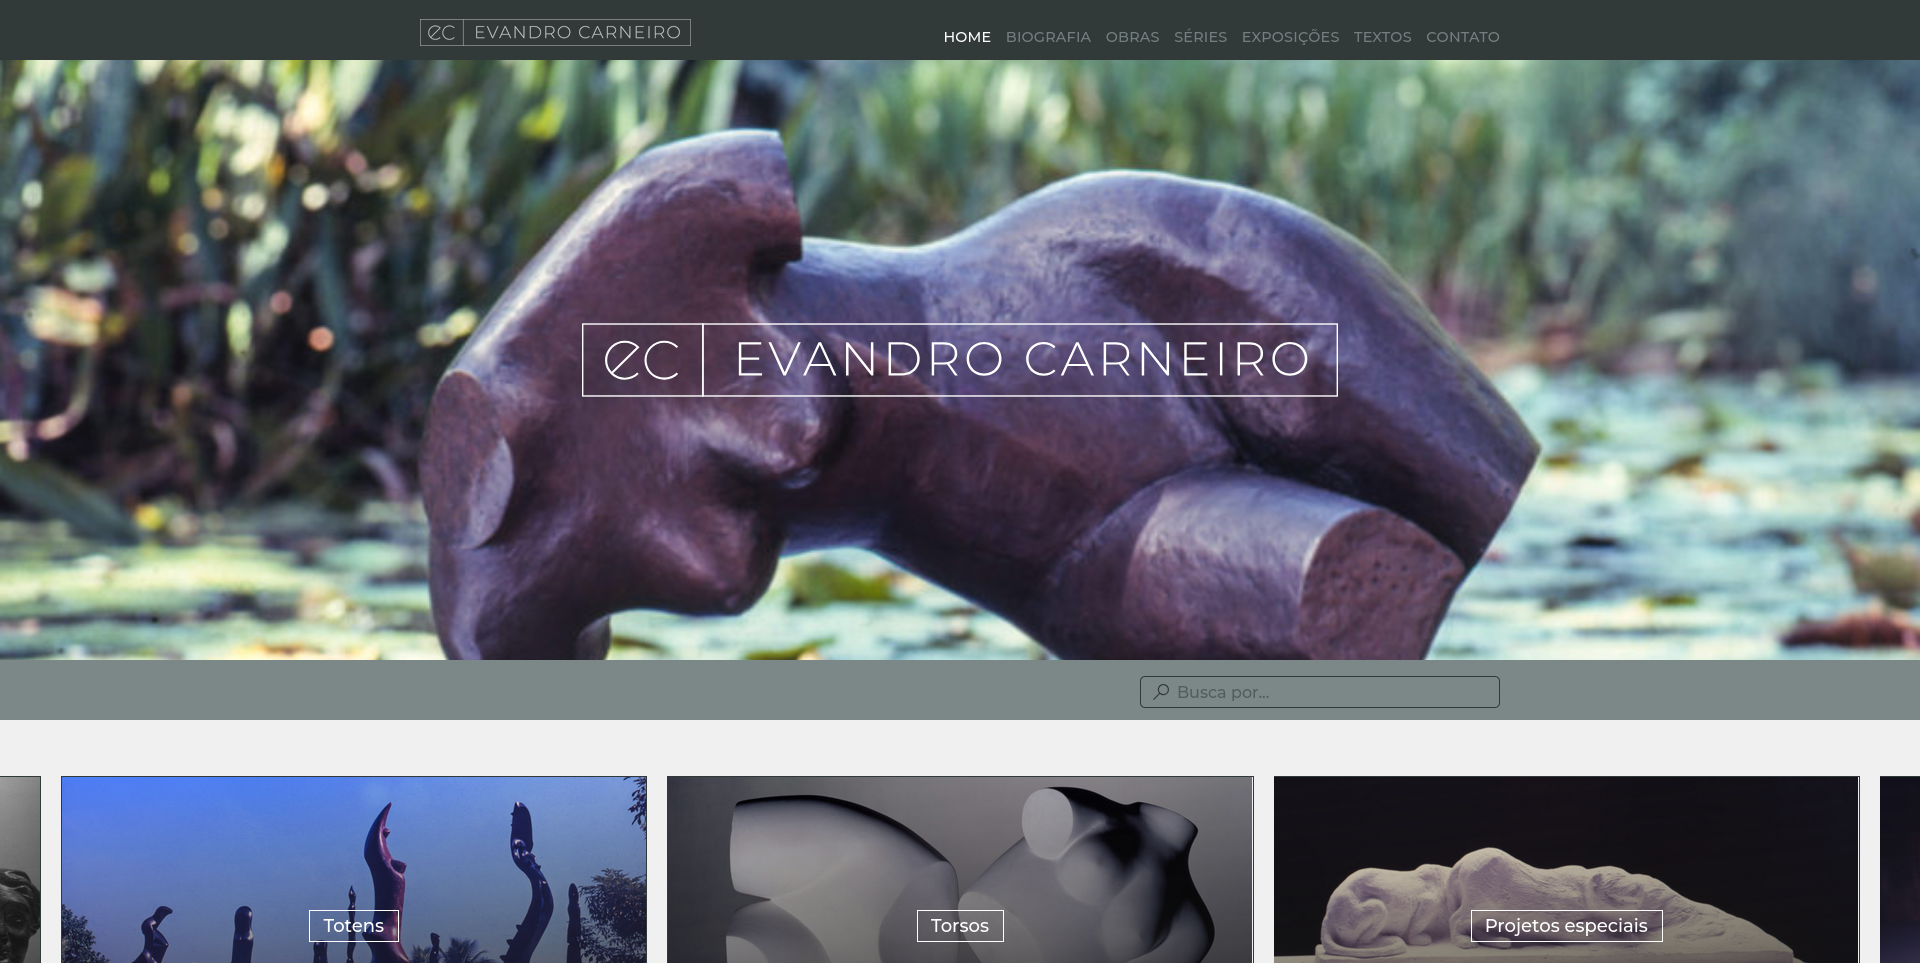 ec EVANDRO CARNEIRO
HOME BIOGRAFIA OBRAS SÉRIES EXPOSIÇÕES TEXTOS CONTATO
ec EVANDRO CARNEIRO
Busca por...
Totens
Torsos
Projetos especiais